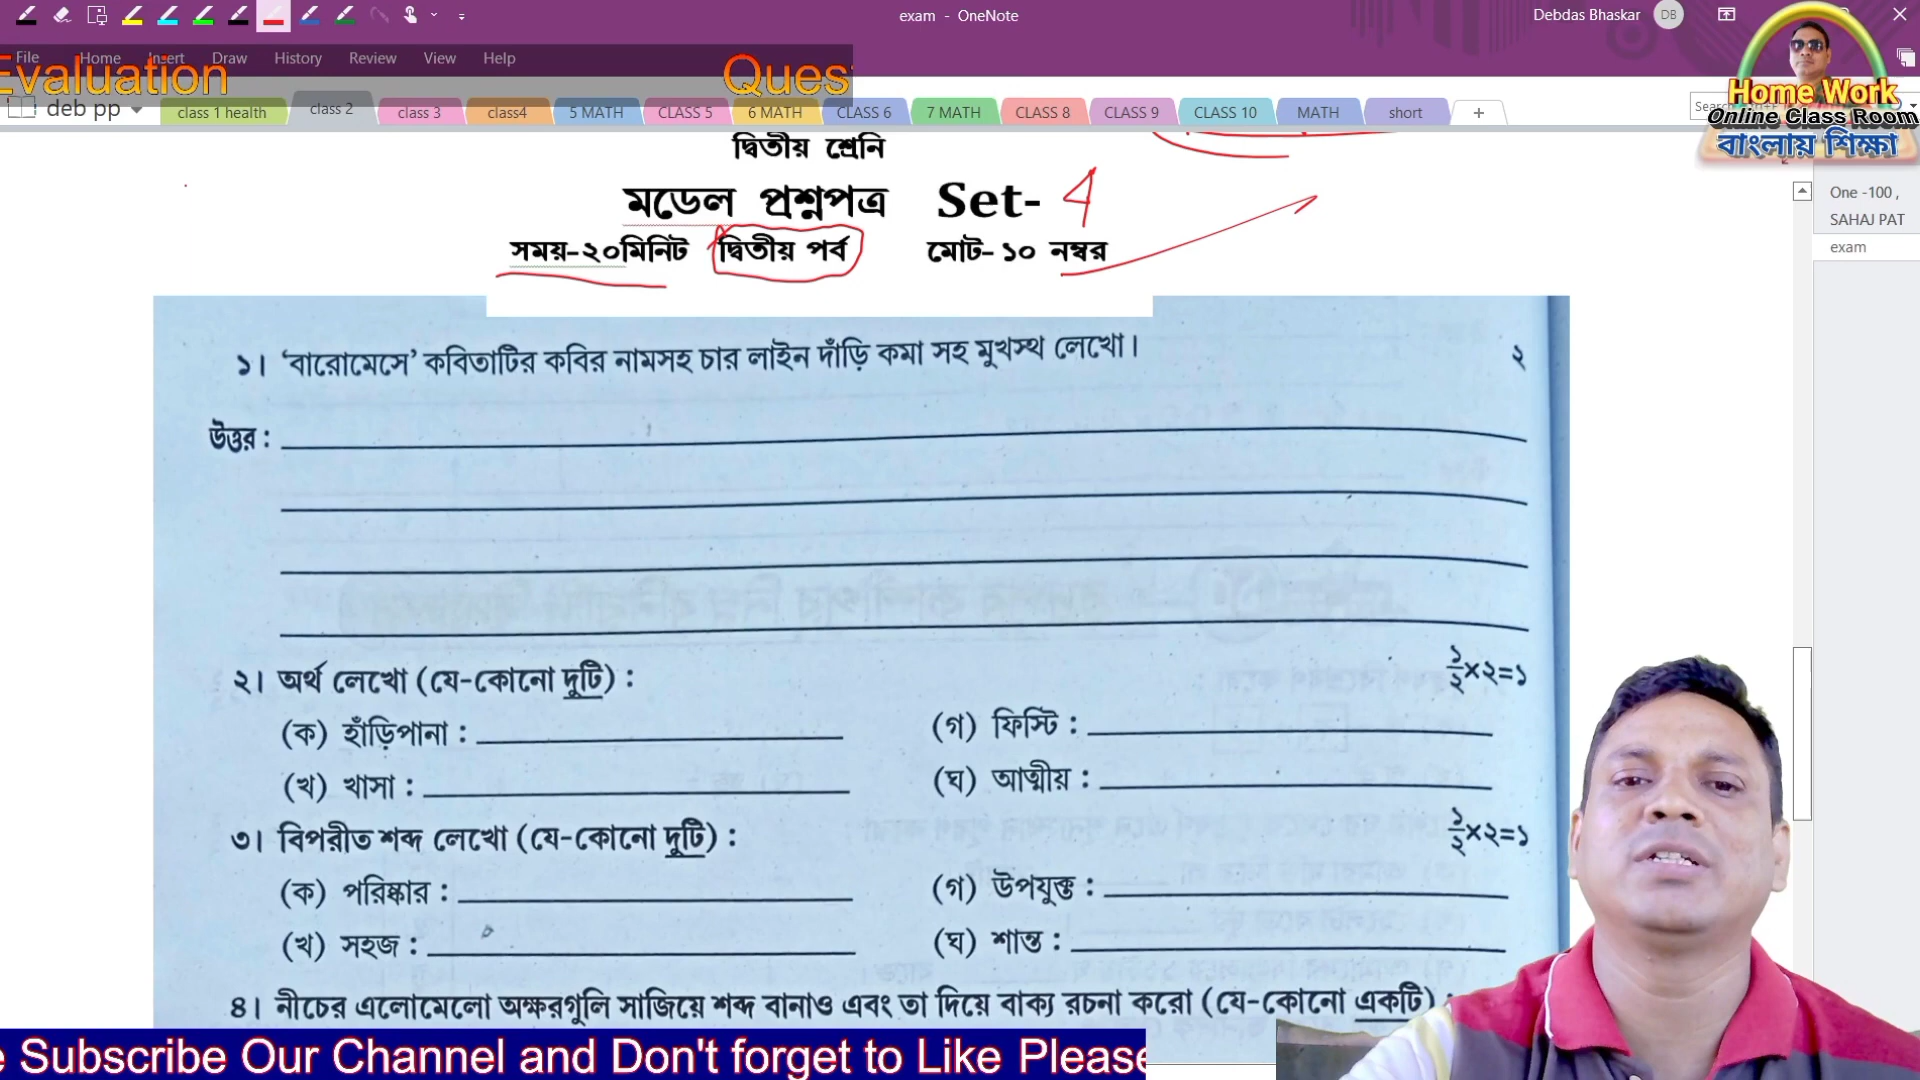 exam - OneNote
Debdas Bhaskar DB
File Home Insert Draw History Review View Help
Evaluation Ques
deb pp class 1 health class 2 class 3 class4 5 MATH CLASS 5 6 MATH CLASS 6 7 MATH CLASS 8 CLASS 9 CLASS 10 MATH short +
Home Work
Online Class Room
বাংলায় শিক্ষা
One -100 ,
SAHAJ PAT
exam
দ্বিতীয় শ্রেনি
মডেল প্রশ্নপত্র Set- 4
সময়-২০মিনিট দ্বিতীয় পর্ব মোট- ১০ নম্বর
১। ‘বারোমেসে’ কবিতাটির কবির নামসহ চার লাইন দাঁড়ি কমা সহ মুখস্থ লেখো। ২
উত্তর :
২। অর্থ লেখো (যে-কোনো দুটি) : ১/২×২=১
(ক) হাঁড়িপানা : (গ) ফিস্টি :
(খ) খাসা : (ঘ) আত্মীয় :
৩। বিপরীত শব্দ লেখো (যে-কোনো দুটি) : ১/২×২=১
(ক) পরিষ্কার : (গ) উপযুক্ত :
(খ) সহজ : (ঘ) শান্ত :
৪। নীচের এলোমেলো অক্ষরগুলি সাজিয়ে শব্দ বানাও এবং তা দিয়ে বাক্য রচনা করো (যে-কোনো একটি) :
e Subscribe Our Channel and Don't forget to Like Please